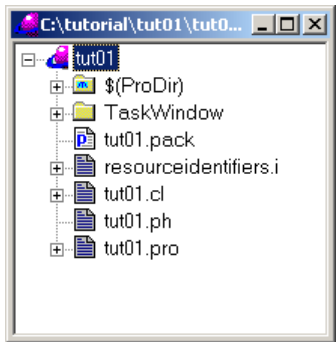 C:\tutorial\tut01\tut0...
tut01
$(ProDir)
TaskWindow
tut01.pack
resourceidentifiers.i
tut01.cl
tut01.ph
tut01.pro